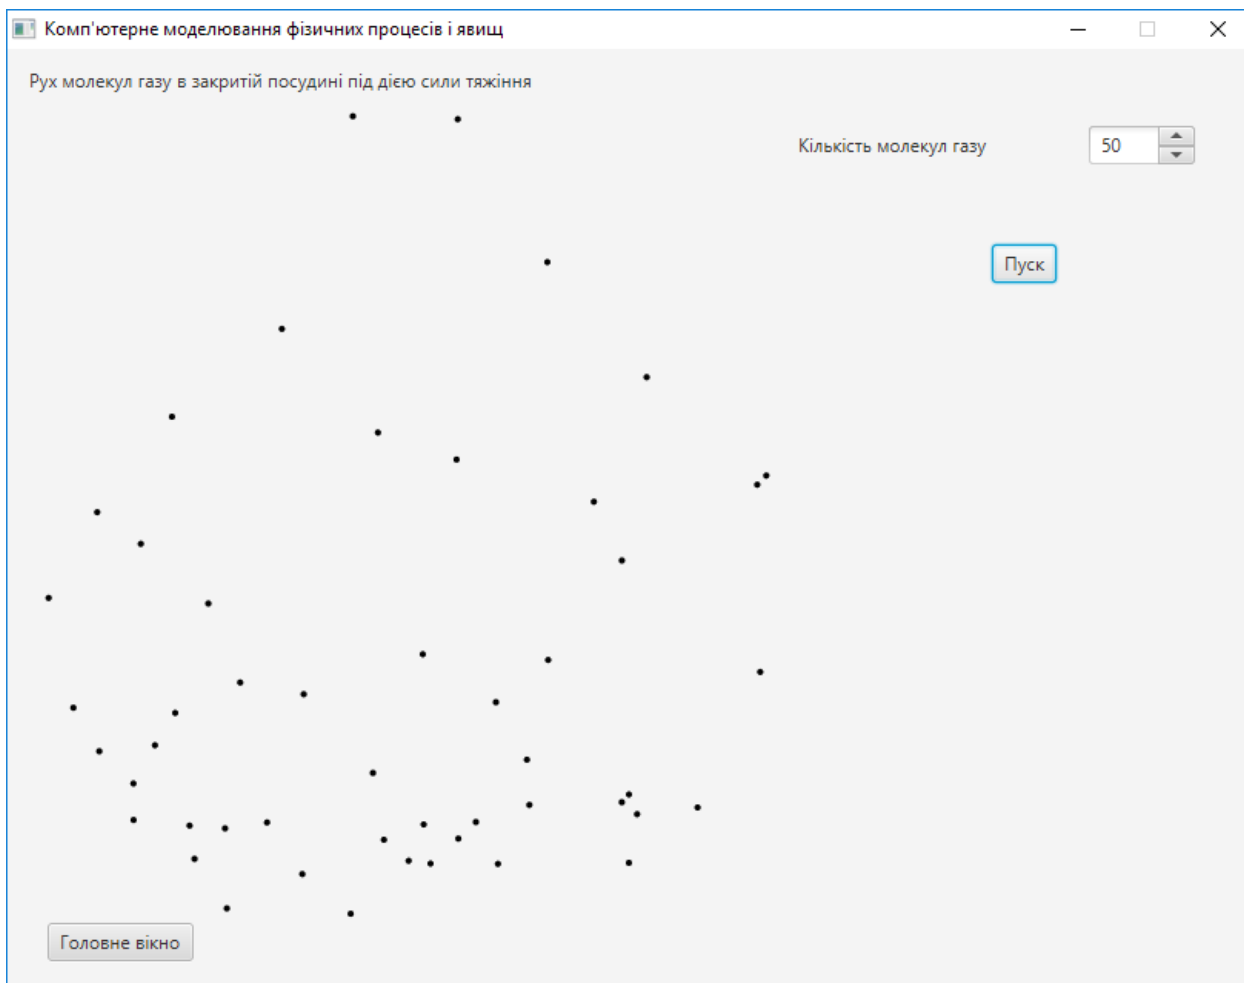 Комп'ютерне моделювання фізичних процесів і явищ
Рух молекул газу в закритій посудині під дією сили тяжіння
Кількість молекул газу 50
Пуск
Головне вікно